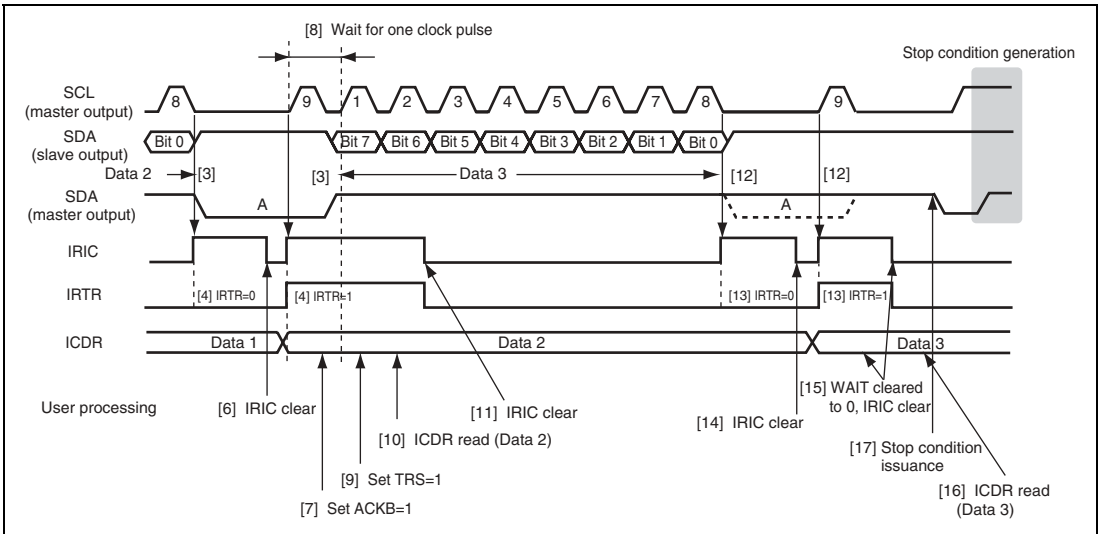 [8] Wait for one clock pulse
Stop condition generation
SCL
(master output)
8 9 1 2 3 4 5 6 7 8 9
SDA
(slave output)
Bit 0 Bit 7 Bit 6 Bit 5 Bit 4 Bit 3 Bit 2 Bit 1 Bit 0
Data 2 [3] [3] Data 3 [12] [12]
SDA
(master output)
A A
IRIC
IRTR
[4] IRTR=0 [4] IRTR=1 [13] IRTR=0 [13] IRTR=1
ICDR
Data 1 Data 2 Data 3
User processing
[6] IRIC clear
[11] IRIC clear
[14] IRIC clear
[15] WAIT cleared
to 0, IRIC clear
[10] ICDR read (Data 2)
[17] Stop condition
issuance
[9] Set TRS=1
[16] ICDR read
(Data 3)
[7] Set ACKB=1